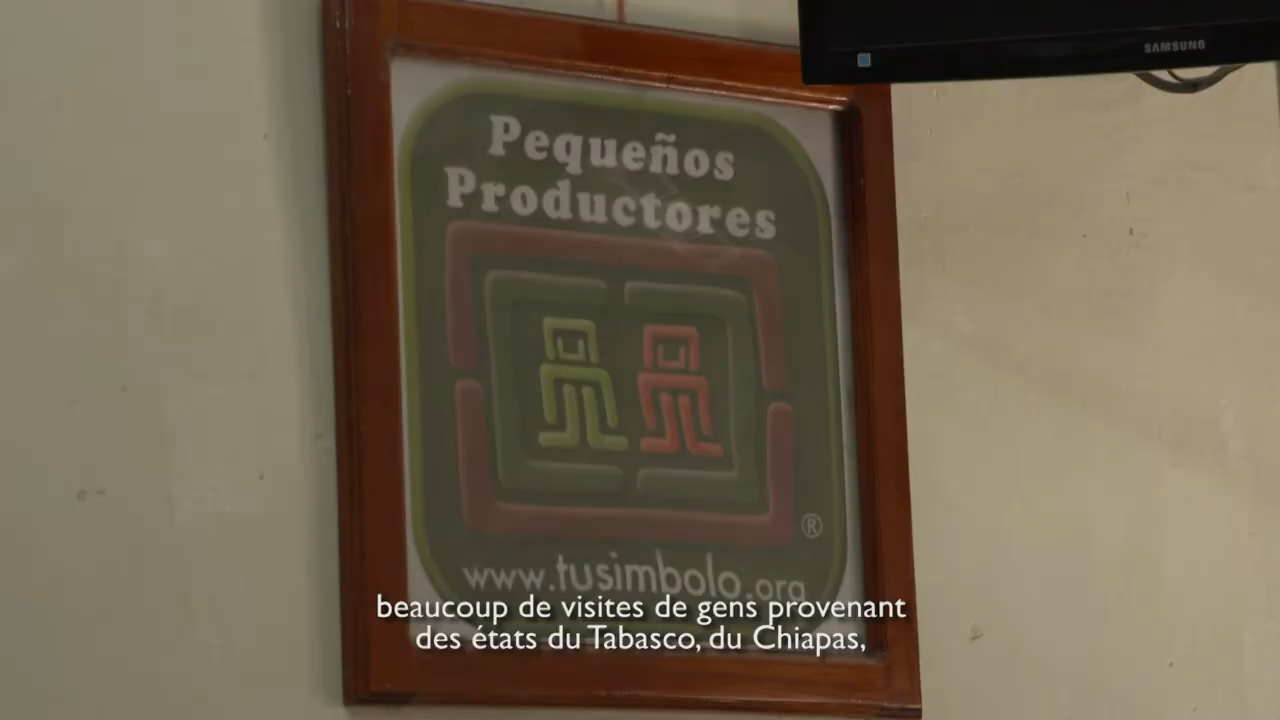 SAMSUNG
Pequeños
Productores
®
www.tusimbolo.org
beaucoup de visites de gens provenant
des états du Tabasco, du Chiapas,